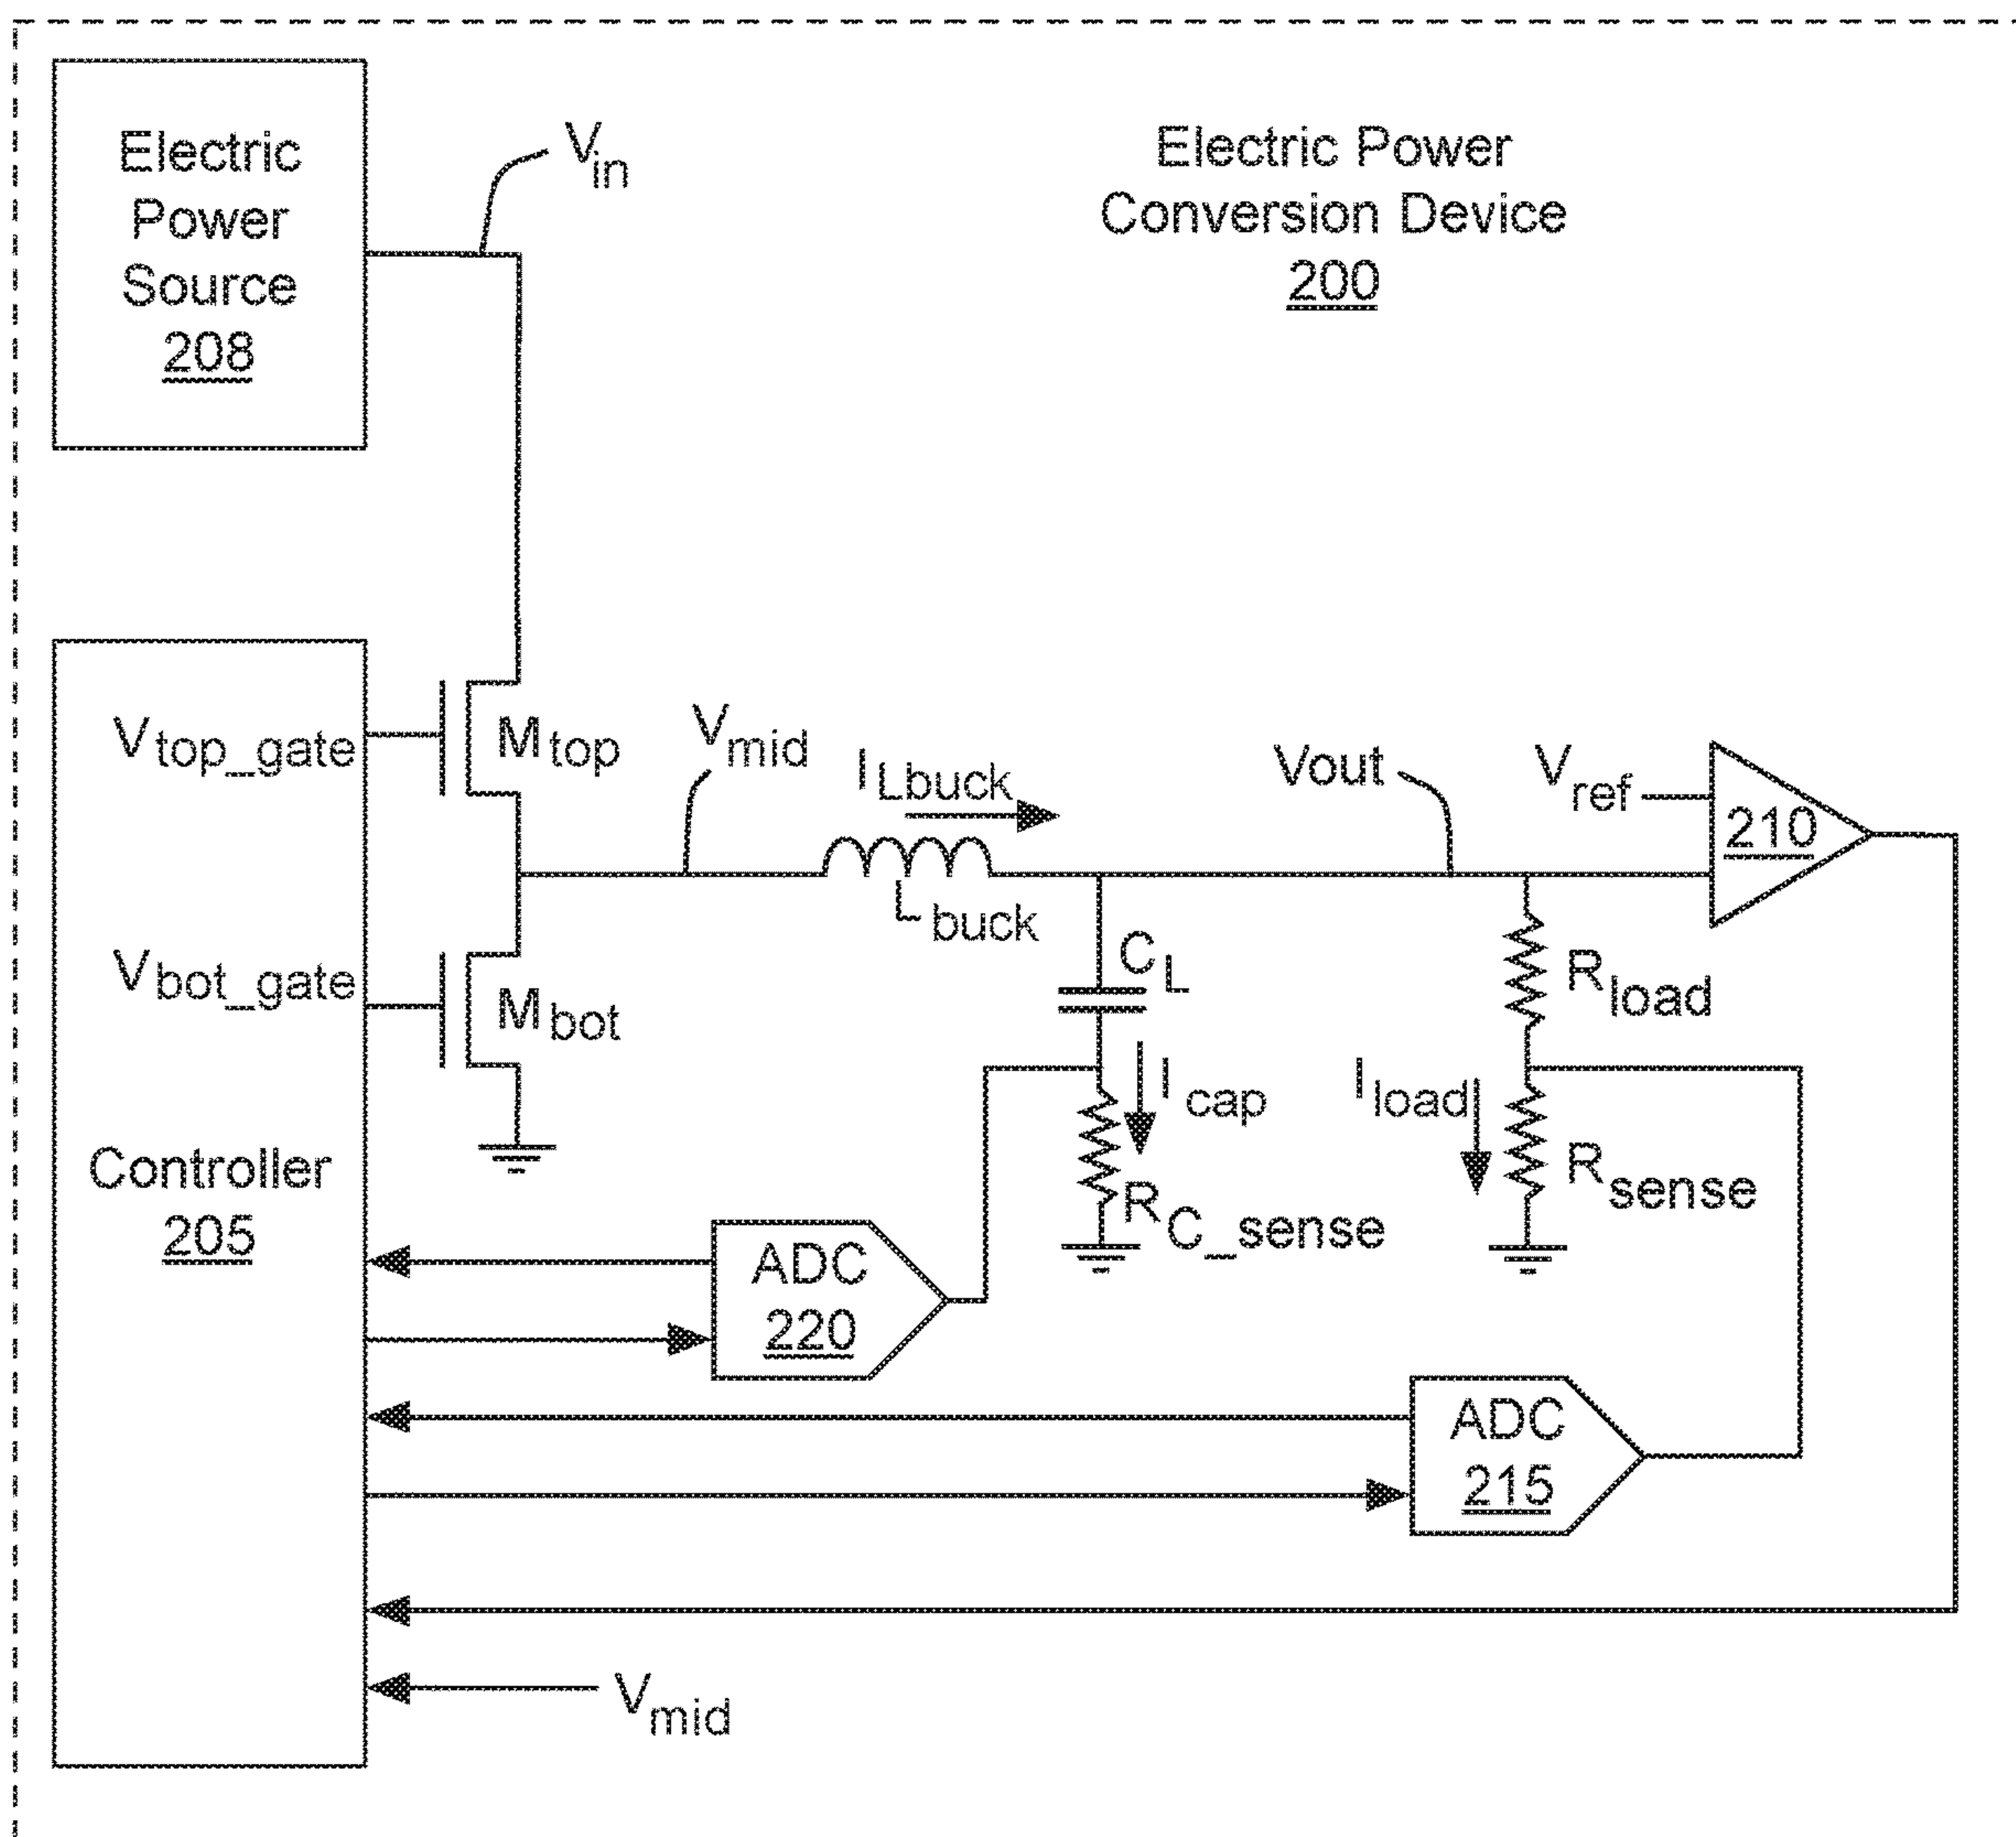 Electric
Power
Source
208
Vin
Electric Power
Conversion Device
200
Vtop_gate
Mtop
Vmid
ILbuck
Vout
Vref
210
Lbuck
Vbot_gate
Mbot
CL
Rload
Icap
Iload
Controller
205
RC_sense
Rsense
ADC
220
ADC
215
Vmid